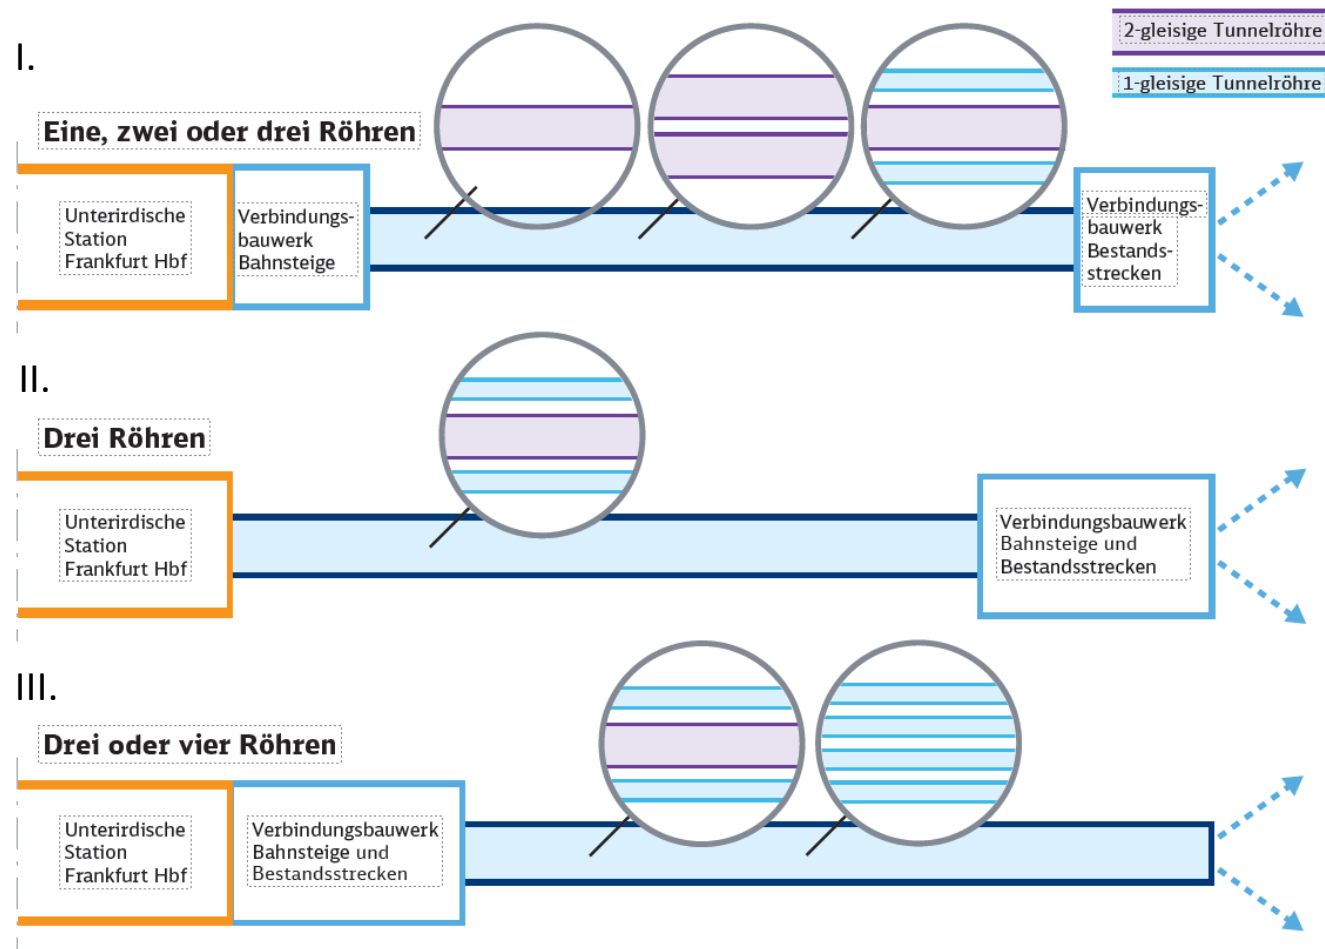 2-gleisige Tunnelröhre
1-gleisige Tunnelröhre
I.
Eine, zwei oder drei Röhren
Unterirdische
Station
Frankfurt Hbf
Verbindungs-
bauwerk
Bahnsteige
Verbindungs-
bauwerk
Bestands-
strecken
II.
Drei Röhren
Unterirdische
Station
Frankfurt Hbf
Verbindungsbauwerk
Bahnsteige und
Bestandsstrecken
III.
Drei oder vier Röhren
Unterirdische
Station
Frankfurt Hbf
Verbindungsbauwerk
Bahnsteige und
Bestandsstrecken